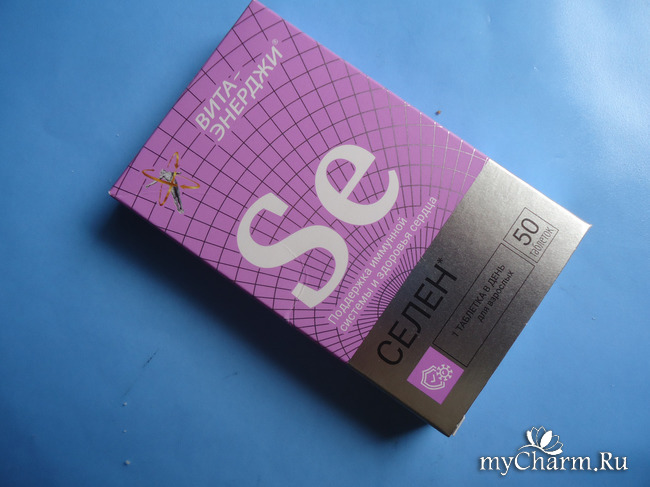 ВИТА–
ЭНЕРДЖИ®
Se
Поддержка иммунной
системы и здоровья сердца
СЕЛЕН*
1 ТАБЛЕТКА В ДЕНЬ
для взрослых
50
таблеток
myCharm.Ru